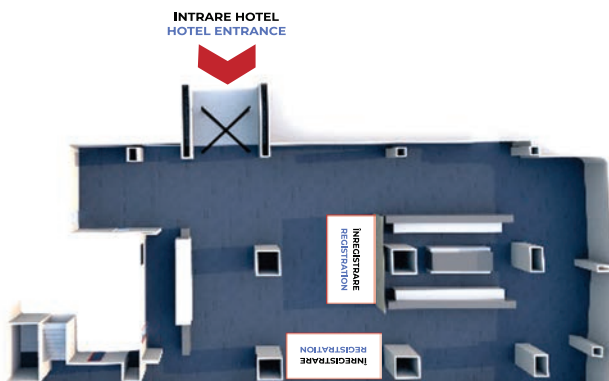 INTRARE HOTEL
HOTEL ENTRANCE
ÎNREGISTRARE
REGISTRATION
ÎNREGISTRARE
REGISTRATION